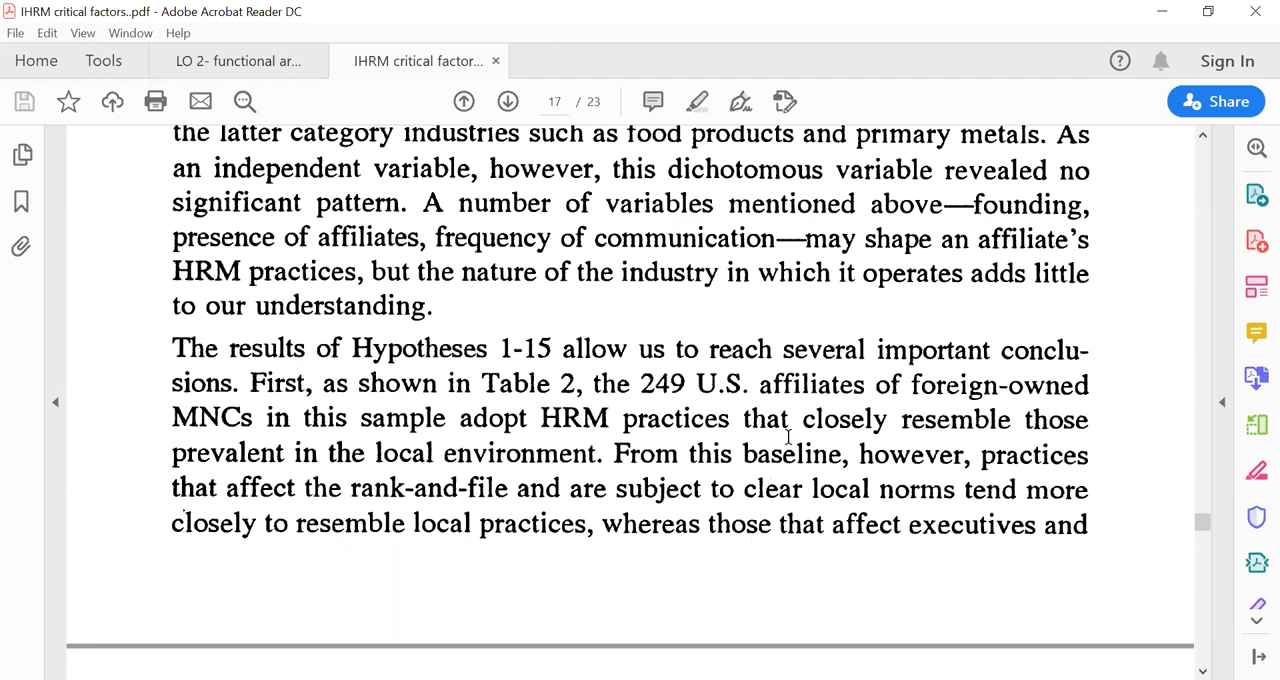 IHRM critical factors..pdf - Adobe Acrobat Reader DC
File Edit View Window Help
Home Tools LO 2- functional ar... IHRM critical factor... × Sign In
17 / 23 Share
the latter category industries such as food products and primary metals. As
an independent variable, however, this dichotomous variable revealed no
significant pattern. A number of variables mentioned above—founding,
presence of affiliates, frequency of communication—may shape an affiliate's
HRM practices, but the nature of the industry in which it operates adds little
to our understanding.
The results of Hypotheses 1-15 allow us to reach several important conclu-
sions. First, as shown in Table 2, the 249 U.S. affiliates of foreign-owned
MNCs in this sample adopt HRM practices that closely resemble those
prevalent in the local environment. From this baseline, however, practices
that affect the rank-and-file and are subject to clear local norms tend more
closely to resemble local practices, whereas those that affect executives and